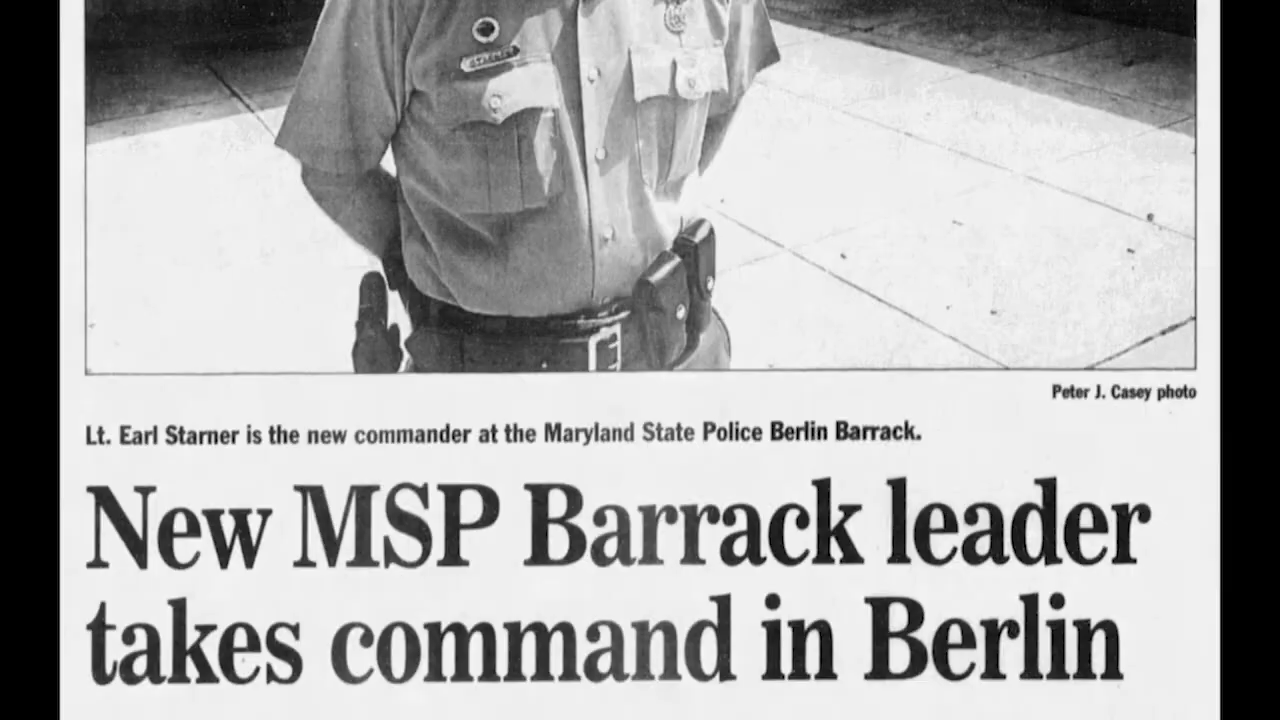 Peter J. Casey photo
Lt. Earl Starner is the new commander at the Maryland State Police Berlin Barrack.
New MSP Barrack leader
takes command in Berlin